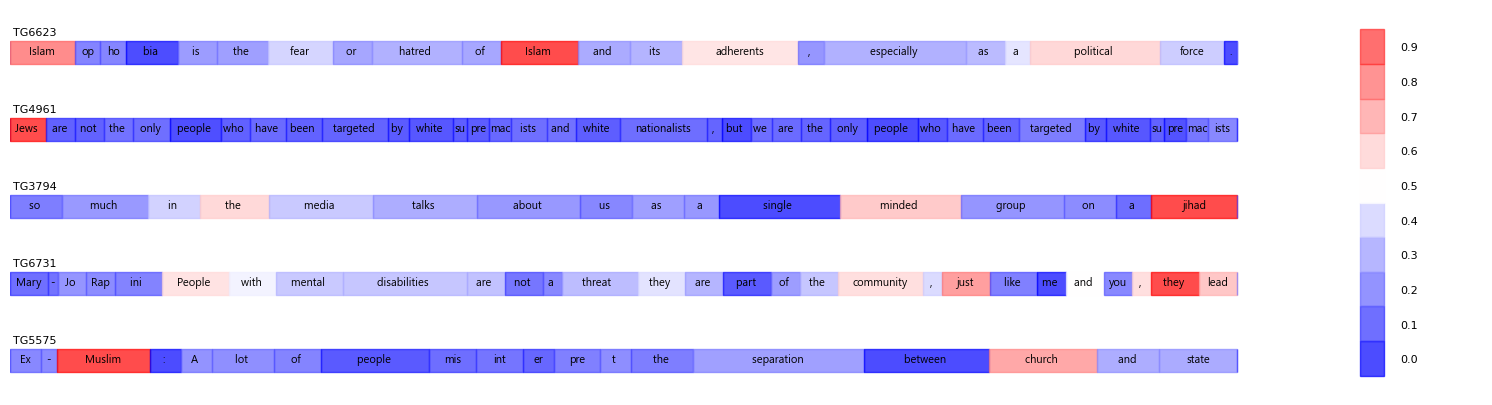 TG6623
Islam op ho bia is the fear or hatred of Islam and its adherents , especially as a political force .
TG4961
Jews are not the only people who have been targeted by white su pre mac ists and white nationalists , but we are the only people who have been targeted by white su pre mac ists
TG3794
so much in the media talks about us as a single minded group on a jihad
TG6731
Mary - Jo Rap ini People with mental disabilities are not a threat they are part of the community , just like me and you , they lead
TG5575
Ex - Muslim : A lot of people mis int er pre t the separation between church and state
0.9
0.8
0.7
0.6
0.5
0.4
0.3
0.2
0.1
0.0